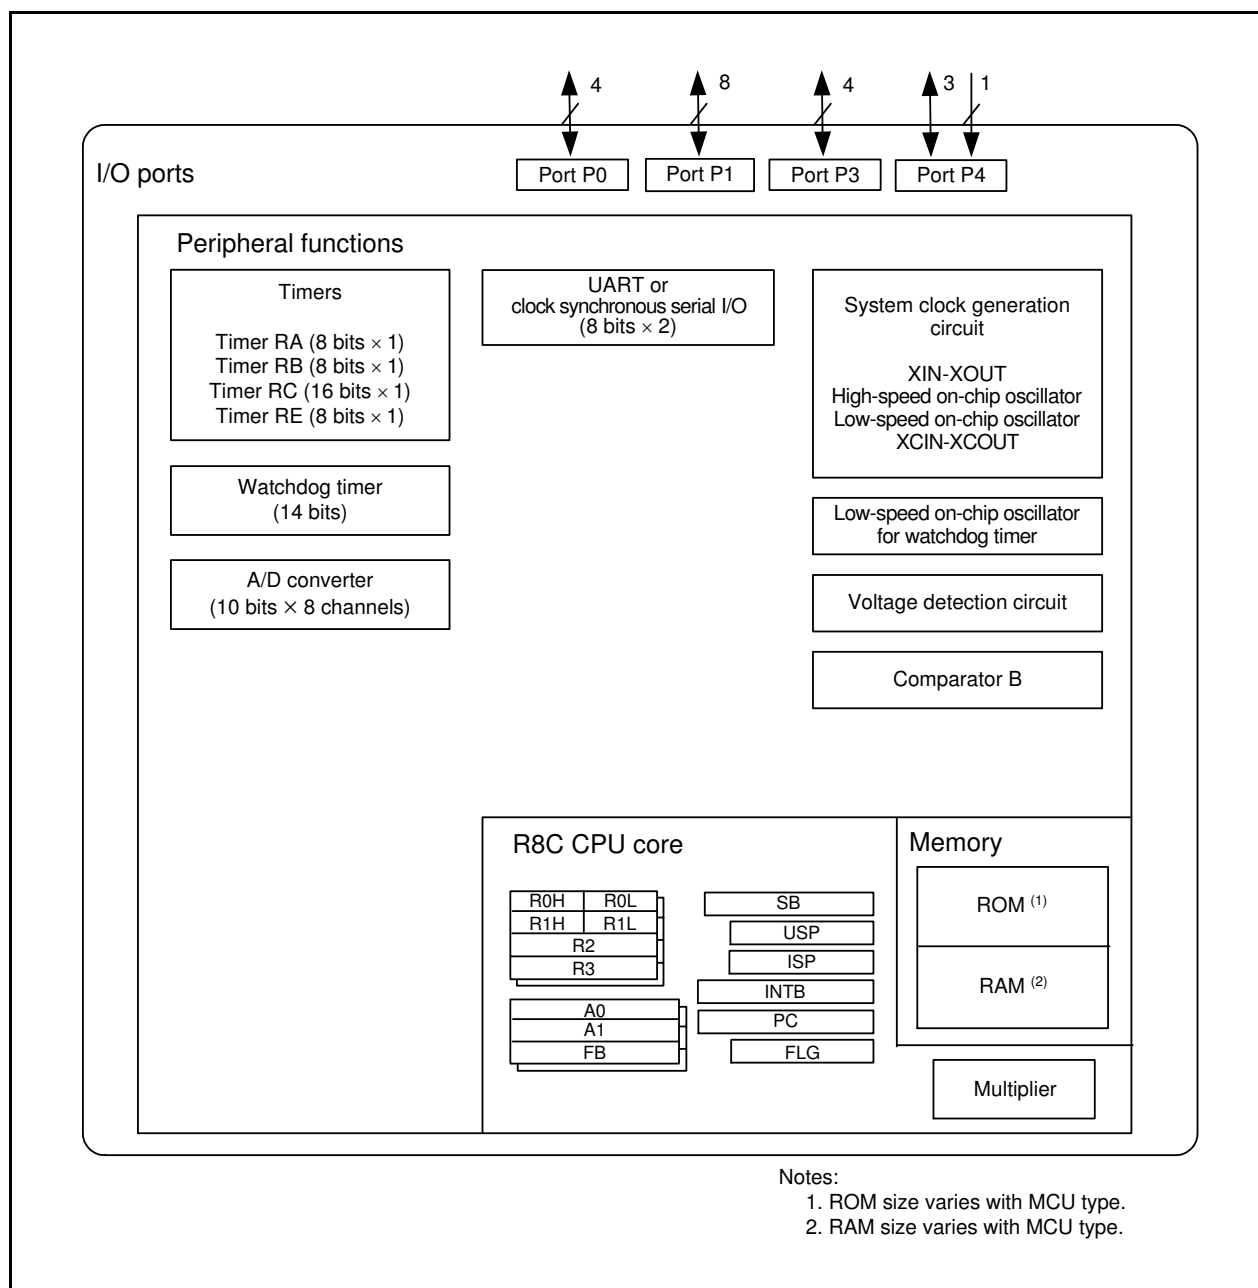 4
8
4
3
1
I/O ports
Port P0
Port P1
Port P3
Port P4
Peripheral functions
Timers
Timer RA (8 bits × 1)
Timer RB (8 bits × 1)
Timer RC (16 bits × 1)
Timer RE (8 bits × 1)
Watchdog timer
(14 bits)
A/D converter
(10 bits × 8 channels)
UART or
clock synchronous serial I/O
(8 bits × 2)
System clock generation
circuit
XIN-XOUT
High-speed on-chip oscillator
Low-speed on-chip oscillator
XCIN-XCOUT
Low-speed on-chip oscillator
for watchdog timer
Voltage detection circuit
Comparator B
R8C CPU core
R0H
R0L
R1H
R1L
R2
R3
A0
A1
FB
SB
USP
ISP
INTB
PC
FLG
Memory
ROM (1)
RAM (2)
Multiplier
Notes:
1. ROM size varies with MCU type.
2. RAM size varies with MCU type.